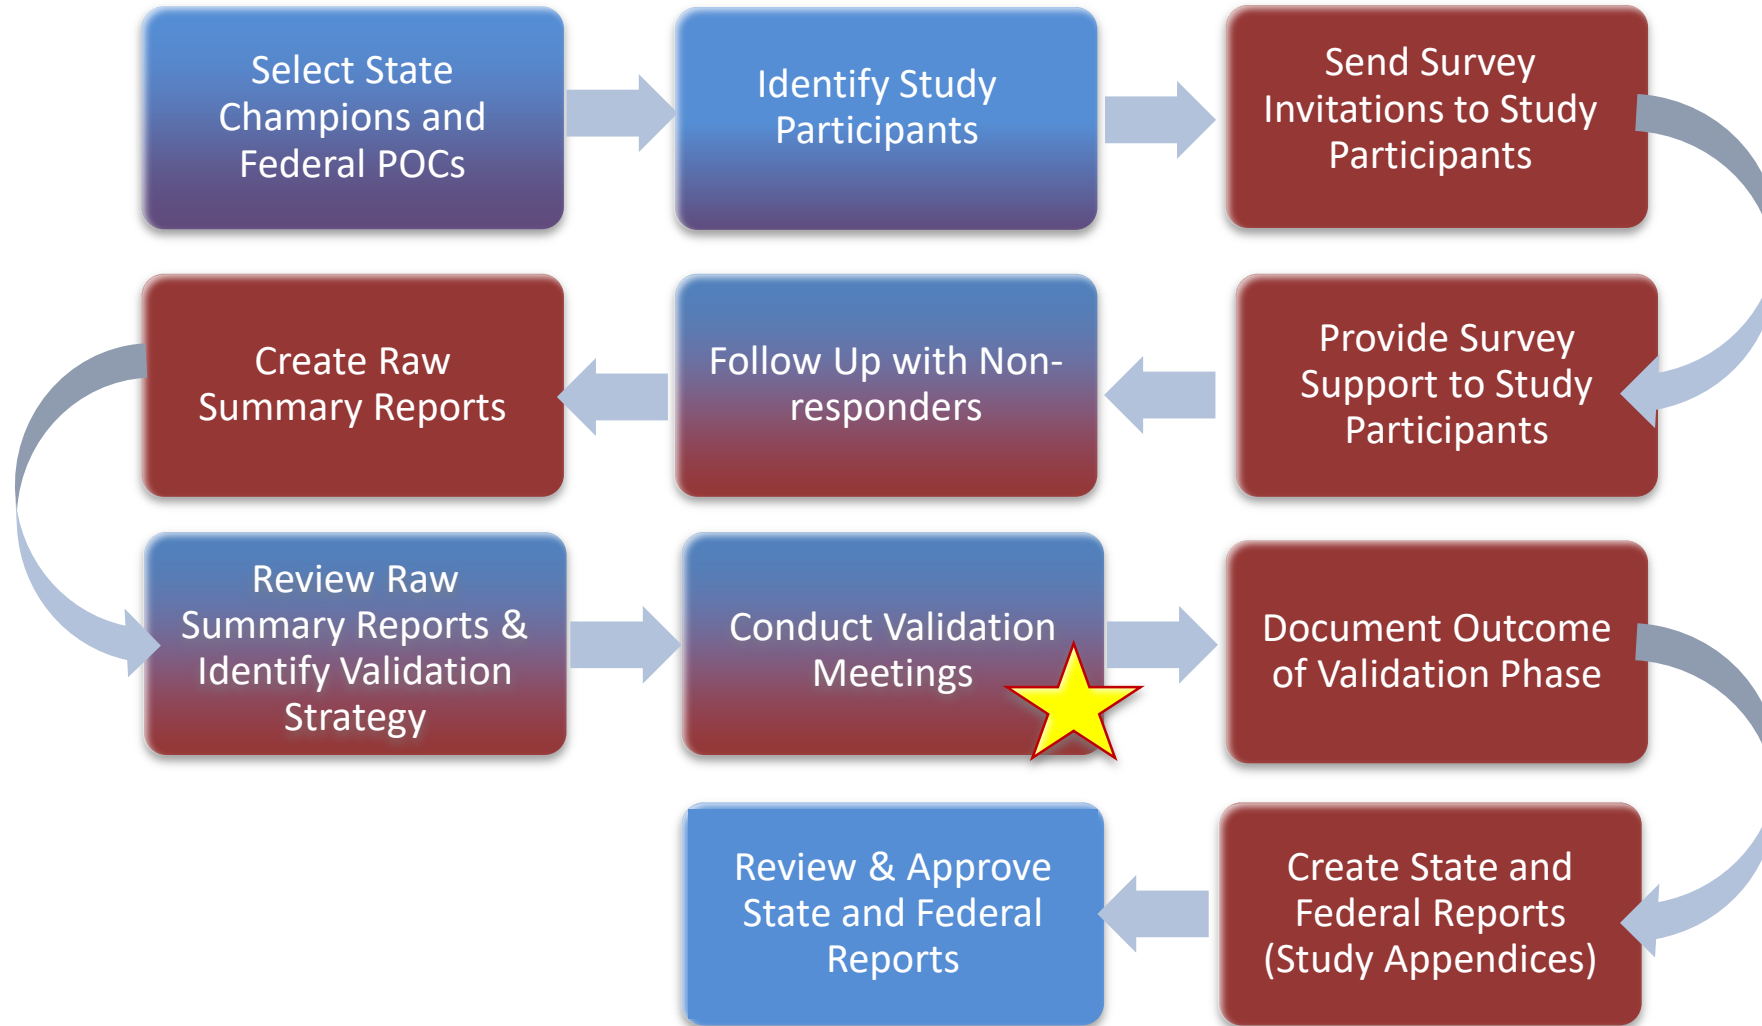 Select State
Champions and
Federal POCs
Identify Study
Participants
Send Survey
Invitations to Study
Participants
Provide Survey
Support to Study
Participants
Follow Up with Non-
responders
Create Raw
Summary Reports
Review Raw
Summary Reports &
Identify Validation
Strategy
Conduct Validation
Meetings
Document Outcome
of Validation Phase
Create State and
Federal Reports
(Study Appendices)
Review & Approve
State and Federal
Reports